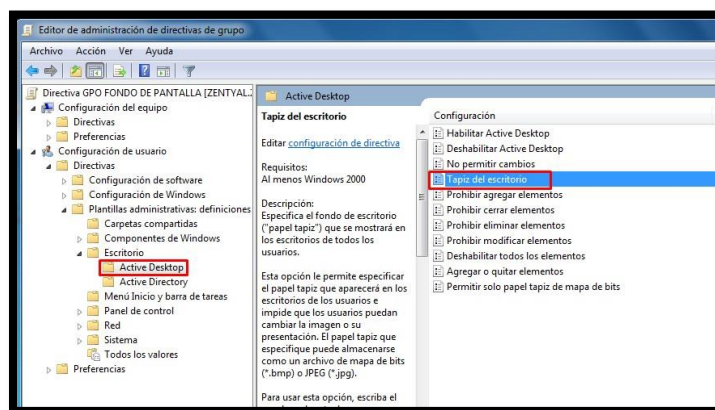 Editor de administración de directivas de grupo
Archivo Acción Ver Ayuda
Directiva GPO FONDO DE PANTALLA [ZENTYAL.
Configuración del equipo
Directivas
Preferencias
Configuración de usuario
Directivas
Configuración de software
Configuración de Windows
Plantillas administrativas: definiciones
Carpetas compartidas
Componentes de Windows
Escritorio
Active Desktop
Active Directory
Menú Inicio y barra de tareas
Panel de control
Red
Sistema
Todos los valores
Preferencias
Active Desktop
Tapiz del escritorio
Editar configuración de directiva
Requisitos:
Al menos Windows 2000
Descripción:
Especifica el fondo de escritorio
("papel tapiz") que se mostrará en
los escritorios de todos los
usuarios.
Esta opción le permite especificar
el papel tapiz que aparecerá en los
escritorios de los usuarios e
impide que los usuarios puedan
cambiar la imagen o su
presentación. El papel tapiz que
especifique puede almacenarse
como un archivo de mapa de bits
(*.bmp) o JPEG (*.jpg).
Para usar esta opción, escriba el
Configuración
Habilitar Active Desktop
Deshabilitar Active Desktop
No permitir cambios
Tapiz del escritorio
Prohibir agregar elementos
Prohibir cerrar elementos
Prohibir eliminar elementos
Prohibir modificar elementos
Deshabilitar todos los elementos
Agregar o quitar elementos
Permitir solo papel tapiz de mapa de bits